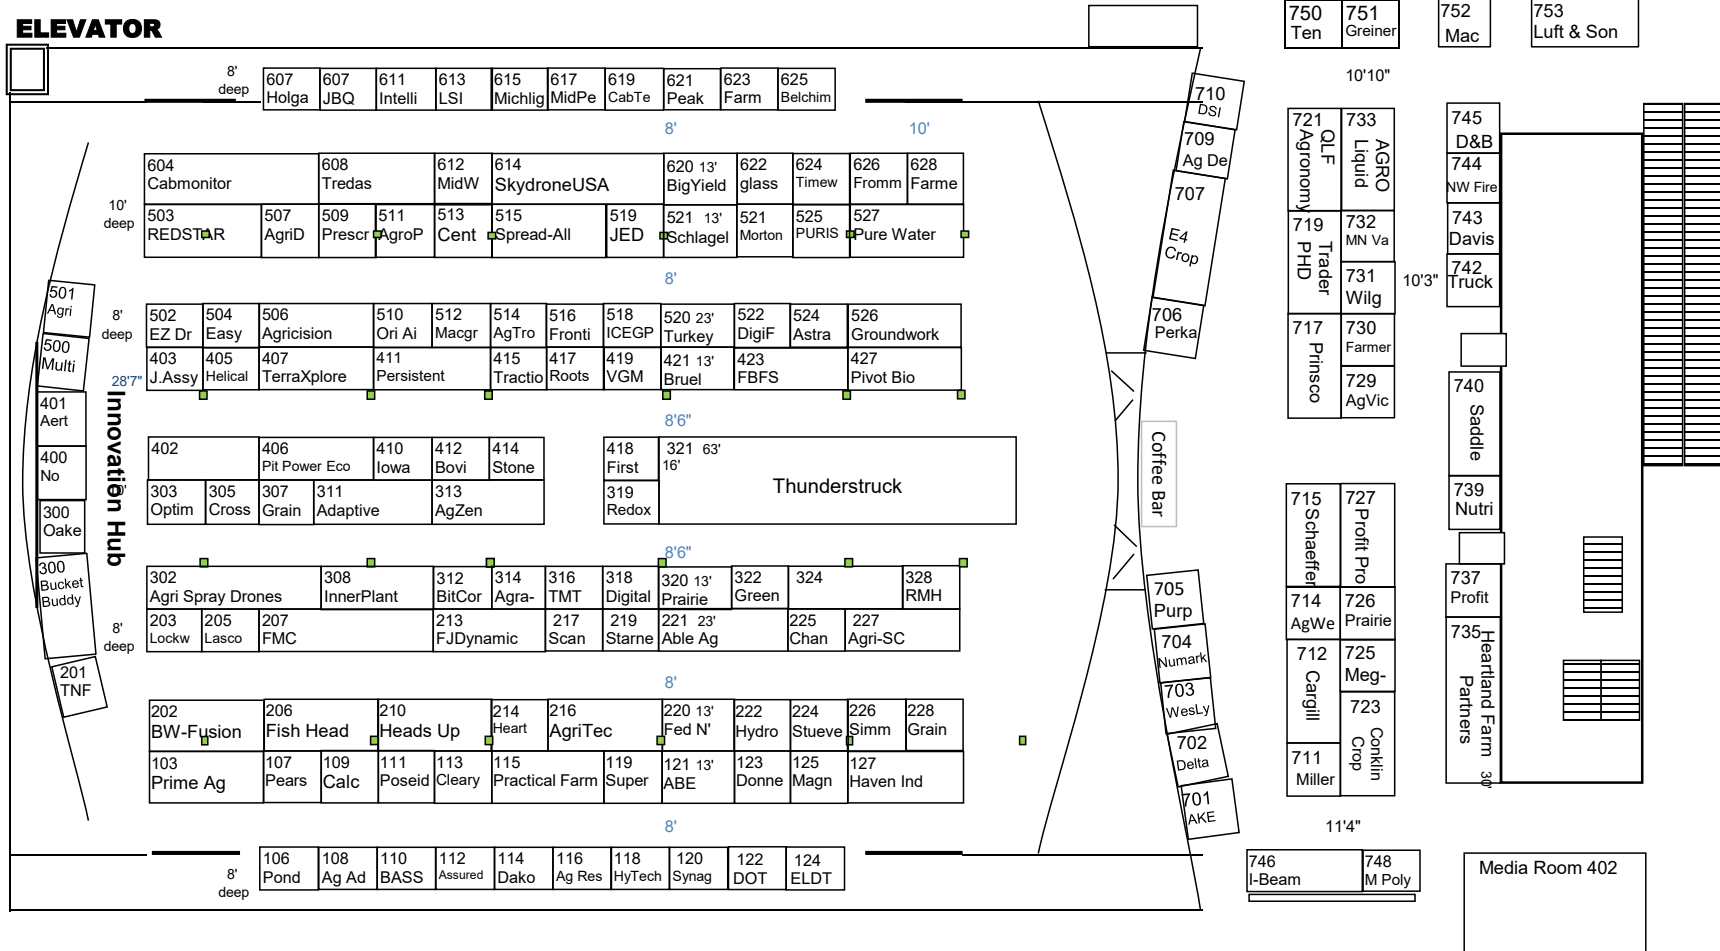 ELEVATOR
750
Ten
751
Greiner
752
Mac
753
Luft & Son
10'10"
8'
deep
607
Holga
607
JBQ
611
Intelli
613
LSI
615
Michlig
617
MidPe
619
CabTe
621
Peak
623
Farm
625
Belchim
8'
10'
604
Cabmonitor
608
Tredas
612
MidW
614
SkydroneUSA
620 13'
BigYield
622
glass
624
Timew
626
Fromm
628
Farme
10'
deep
503
REDSTAR
507
AgriD
509
Prescr
511
AgroP
513
Cent
515
Spread-All
519
JED
521 13'
Schlagel
521
Morton
525
PURIS
527
Pure Water
8'
8'
deep
502
EZ Dr
504
Easy
506
Agricision
510
Ori Ai
512
Macgr
514
AgTro
516
Fronti
518
ICEGP
520 23'
Turkey
522
DigiF
524
Astra
526
Groundwork
403
J.Assy
405
Helical
407
TerraXplore
411
Persistent
415
Tractio
417
Roots
419
VGM
421 13'
Bruel
423
FBFS
427
Pivot Bio
28'7"
8'6"
402
406
Pit Power Eco
410
Iowa
412
Bovi
414
Stone
418
First
321 63'
16'
Thunderstruck
303
Optim
305
Cross
307
Grain
311
Adaptive
313
AgZen
319
Redox
8'6"
302
Agri Spray Drones
308
InnerPlant
312
BitCor
314
Agra-
316
TMT
318
Digital
320 13'
Prairie
322
Green
324
328
RMH
8'
deep
203
Lockw
205
Lasco
207
FMC
213
FJDynamic
217
Scan
219
Starne
221 23'
Able Ag
225
Chan
227
Agri-SC
8'
202
BW-Fusion
206
Fish Head
210
Heads Up
214
Heart
216
AgriTec
220 13'
Fed N'
222
Hydro
224
Stueve
226
Simm
228
Grain
103
Prime Ag
107
Pears
109
Calc
111
Poseid
113
Cleary
115
Practical Farm
119
Super
121 13'
ABE
123
Donne
125
Magn
127
Haven Ind
8'
8'
deep
106
Pond
108
Ag Ad
110
BASS
112
Assured
114
Dako
116
Ag Res
118
HyTech
120
Synag
122
DOT
124
ELDT
501
Agri
500
Multi
401
Aert
400
No
300
Oake
300
Bucket
Buddy
201
TNF
Innovation Hub
710
DSI
709
Ag De
707
E4
Crop
706
Perka
Coffee Bar
705
Purp
704
Numark
703
WesLy
702
Delta
701
AKE
721
QLF
Agronomy
733
AGRO
Liquid
719
Trader
PHD
732
MN Va
731
Wilg
717
Prinsco
730
Farmer
729
AgVic
10'3"
715
Schaeffer
727
Profit Pro
714
AgWe
726
Prairie
712
Cargill
725
Meg-
723
Conklin
Crop
711
Miller
11'4"
746
I-Beam
748
M Poly
745
D&B
744
NW Fire
743
Davis
742
Truck
740
Saddle
739
Nutri
737
Profit
735
Heartland Farm
Partners
30'
Media Room 402